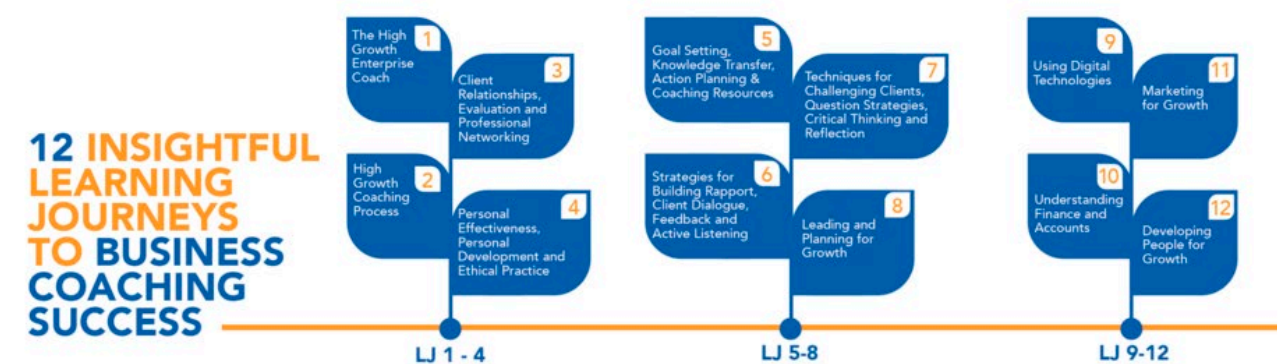 12 INSIGHTFUL
LEARNING
JOURNEYS
TO BUSINESS
COACHING
SUCCESS
1
The High
Growth
Enterprise
Coach
2
High
Growth
Coaching
Process
3
Client
Relationships,
Evaluation and
Professional
Networking
4
Personal
Effectiveness,
Personal
Development and
Ethical Practice
LJ 1 - 4
5
Goal Setting,
Knowledge Transfer,
Action Planning &
Coaching Resources
6
Strategies for
Building Rapport,
Client Dialogue,
Feedback and
Active Listening
7
Techniques for
Challenging Clients,
Question Strategies,
Critical Thinking and
Reflection
8
Leading and
Planning for
Growth
LJ 5-8
9
Using Digital
Technologies
10
Understanding
Finance and
Accounts
11
Marketing
for Growth
12
Developing
People for
Growth
LJ 9-12